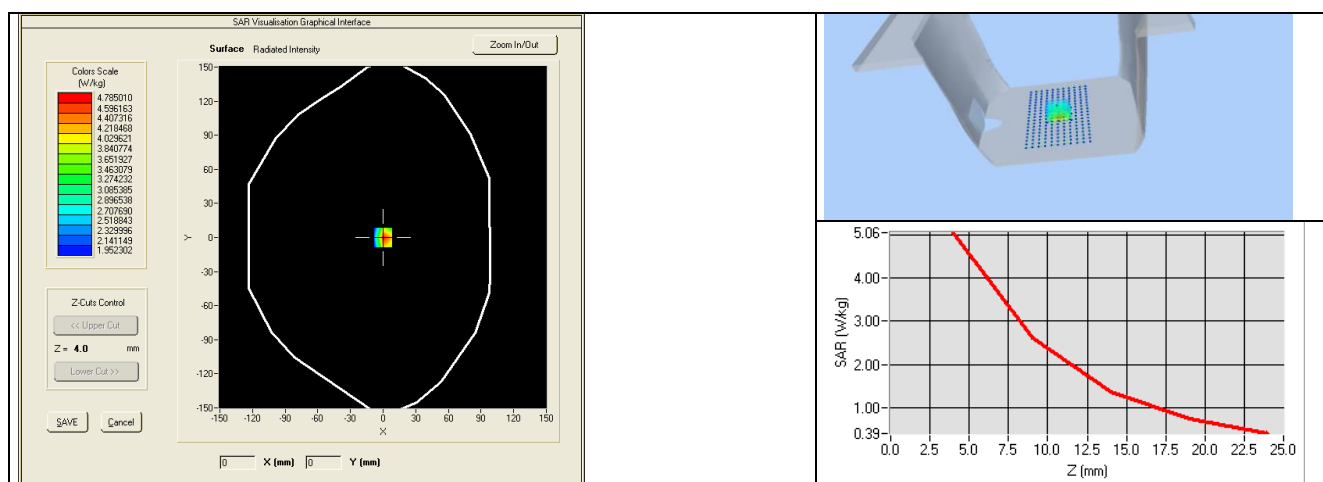 SAR Visualisation Graphical Interface
Surface Radiated Intensity
Zoom In/Out
Colors Scale
(W/kg)
4.785010
4.596163
4.407316
4.218468
4.029621
3.840774
3.651927
3.463079
3.274232
3.085385
2.896538
2.707690
2.518843
2.329996
2.141149
1.952302
Z-Cuts Control
<< Upper Cut
Z = 4.0 mm
Lower Cut >>
SAVE Cancel
150-
120-
90-
60-
30-
0-
-30-
-60-
-90-
-120-
-150-
Y
-150 -120 -90 -60 -30 0 30 60 90 120 150
X
0 X (mm) 0 Y (mm)
5.06-
4.00-
3.00-
2.00-
1.00-
0.39-
SAR (W/kg)
0.0 2.5 5.0 7.5 10.0 12.5 15.0 17.5 20.0 22.5 25.0
Z (mm)